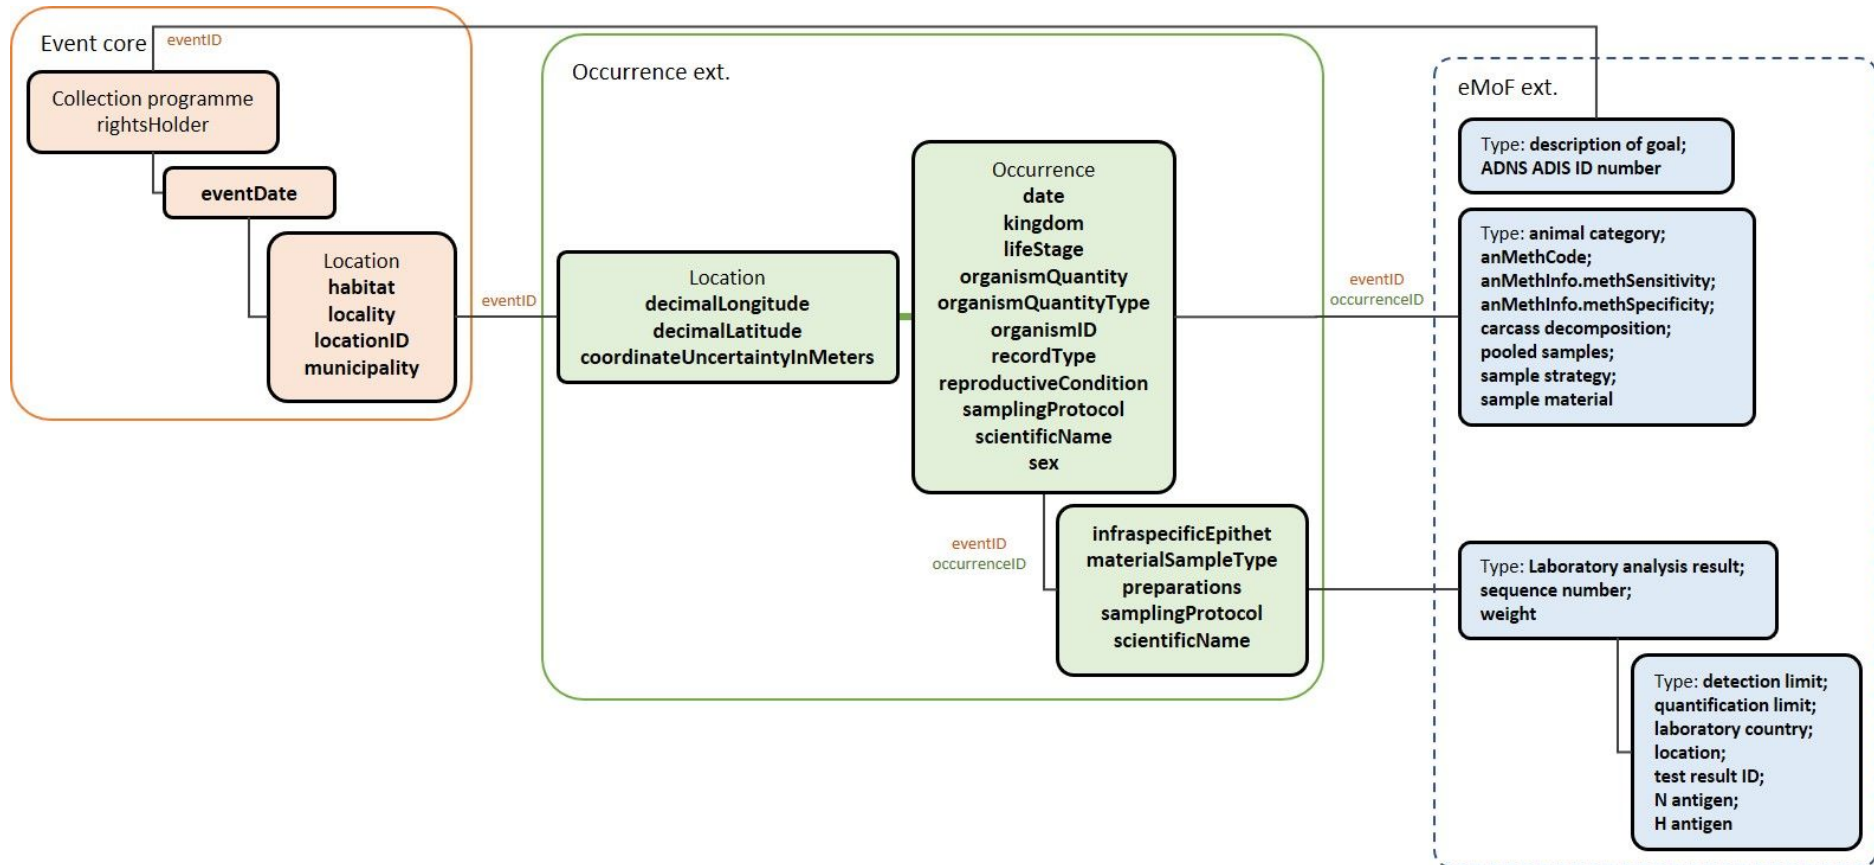 Event core
eventID
Collection programme
rightsHolder
eventDate
Location
habitat
locality
locationID
municipality
eventID
Occurrence ext.
Location
decimalLongitude
decimalLatitude
coordinateUncertaintyInMeters
Occurrence
date
kingdom
lifeStage
organismQuantity
organismQuantityType
organismID
recordType
reproductiveCondition
samplingProtocol
scientificName
sex
eventID
occurrenceID
infraspecificEpithet
materialSampleType
preparations
samplingProtocol
scientificName
eventID
occurrenceID
eMoF ext.
Type: description of goal;
ADNS ADIS ID number
Type: animal category;
anMethCode;
anMethInfo.methSensitivity;
anMethInfo.methSpecificity;
carcass decomposition;
pooled samples;
sample strategy;
sample material
Type: Laboratory analysis result;
sequence number;
weight
Type: detection limit;
quantification limit;
laboratory country;
location;
test result ID;
N antigen;
H antigen